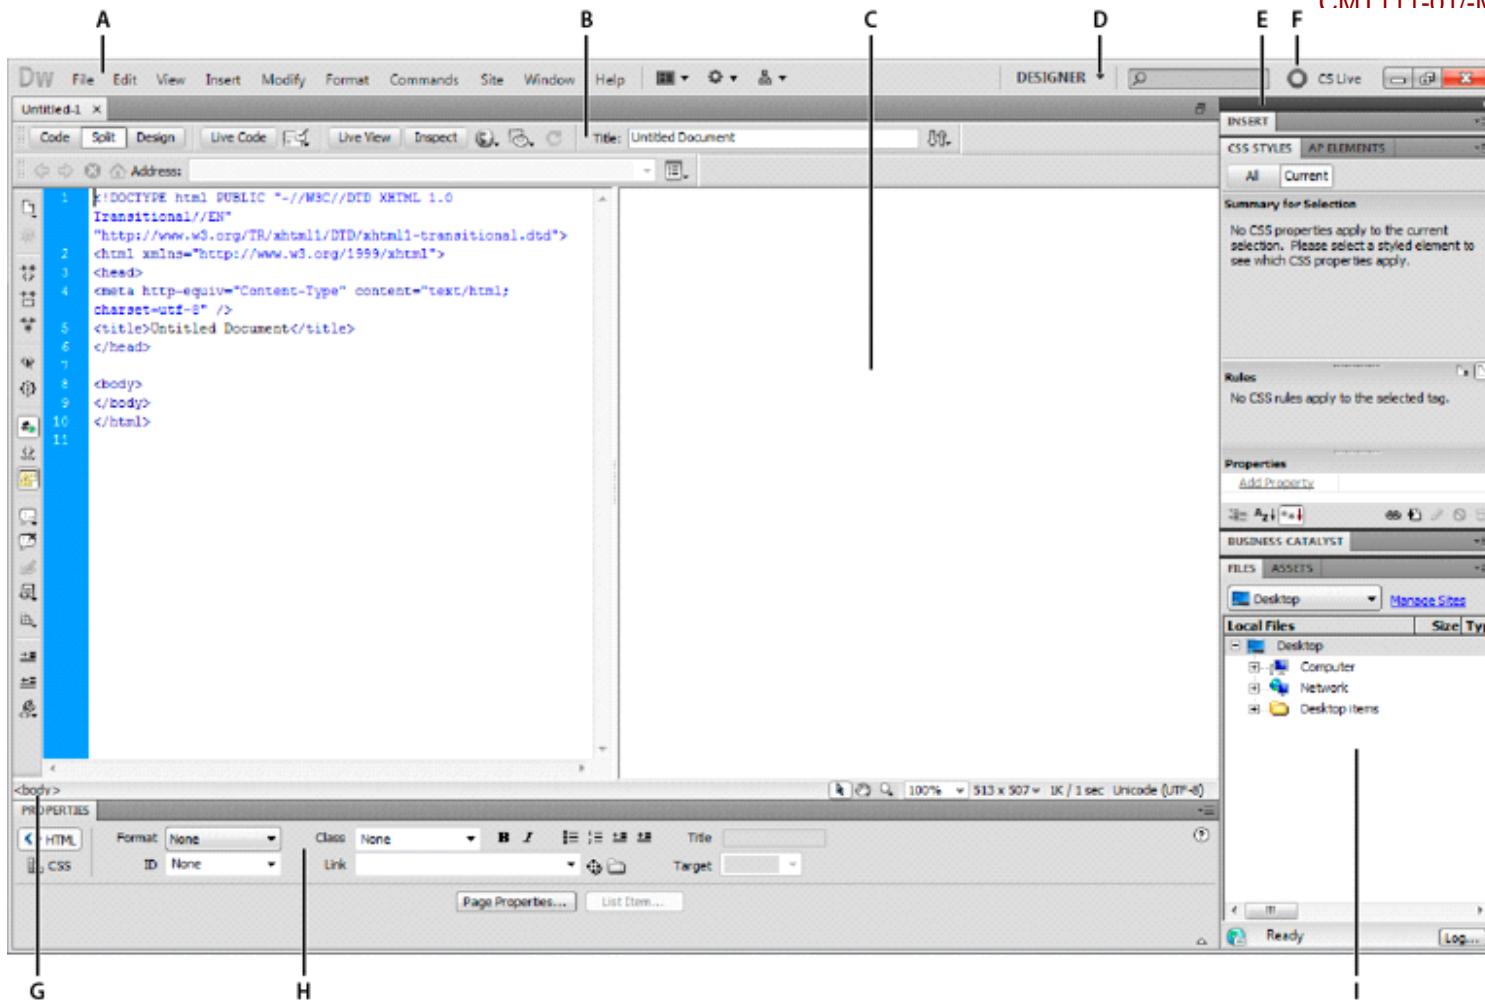 CMT111-017-M
A B C D E F
Dw File Edit View Insert Modify Format Commands Site Window Help DESIGNER CS Live
Untitled-1 ×
Code Split Design Live Code Live View Inspect Title: Untitled Document
Address:
1 <!DOCTYPE html PUBLIC "-//W3C//DTD XHTML 1.0
Transitional//EN"
"http://www.w3.org/TR/xhtml1/DTD/xhtml1-transitional.dtd">
2 <html xmlns="http://www.w3.org/1999/xhtml">
3 <head>
4 <meta http-equiv="Content-Type" content="text/html;
charset=utf-8" />
5 <title>Untitled Document</title>
6 </head>
7
8 <body>
9 </body>
10 </html>
11
INSERT
CSS STYLES AP ELEMENTS
All Current
Summary for Selection
No CSS properties apply to the current
selection. Please select a styled element to
see which CSS properties apply.
Rules
No CSS rules apply to the selected tag.
Properties
Add Property
BUSINESS CATALYST
FILES ASSETS
Desktop Manage Sites
Local Files Size Typ
Desktop
Computer
Network
Desktop items
Ready Log...
<body> 100% 513 x 507 1K / 1 sec Unicode (UTF-8)
PROPERTIES
HTML Format None Class None B I Title
CSS ID None Link Target
Page Properties... List Item...
G H I